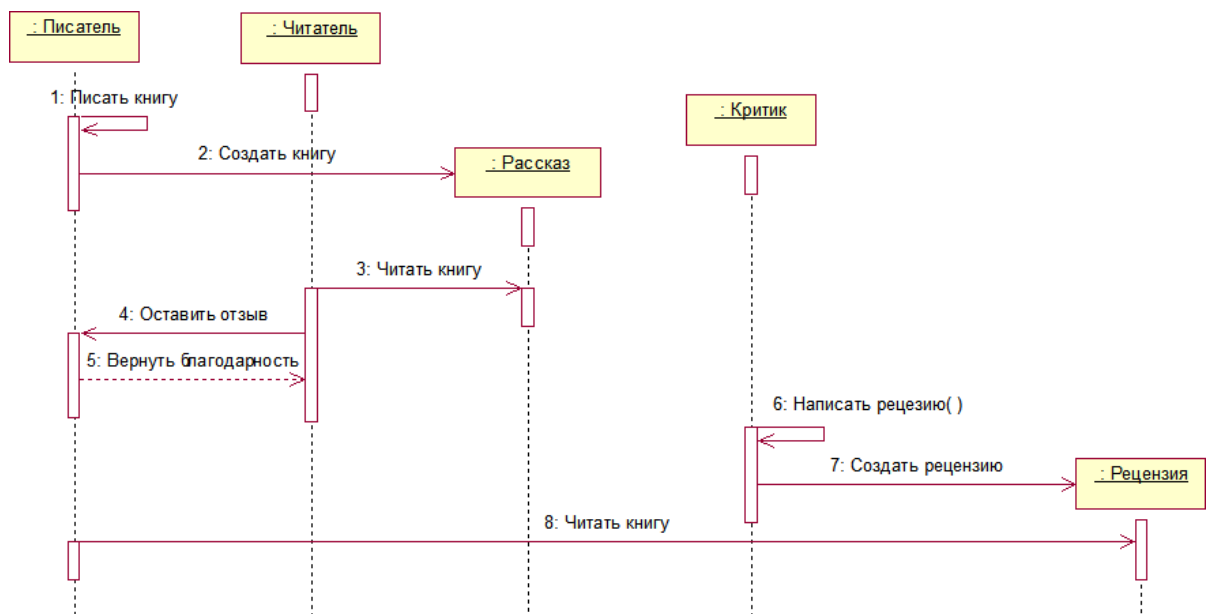 : Писатель
: Читатель
1: Писать книгу
: Критик
2: Создать книгу
: Рассказ
3: Читать книгу
4: Оставить отзыв
5: Вернуть благодарность
6: Написать рецезию( )
7: Создать рецензию
: Рецензия
8: Читать книгу